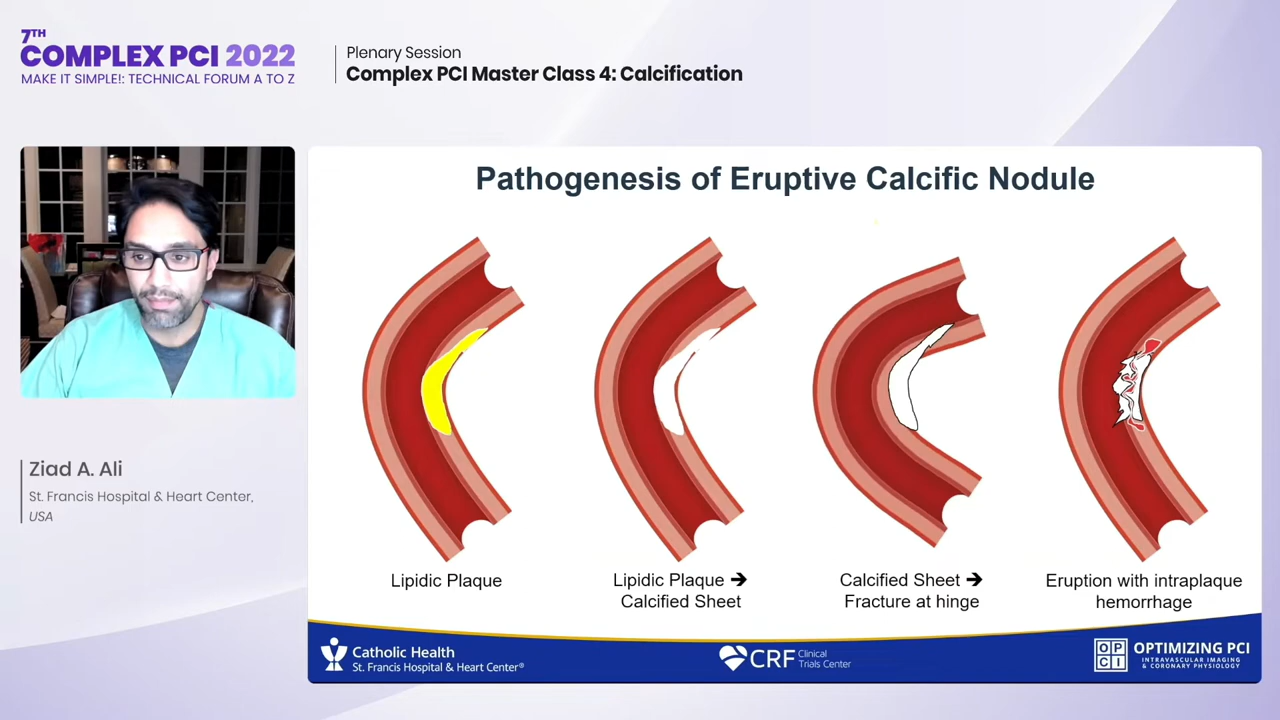 7TH
COMPLEX PCI 2022
MAKE IT SIMPLE!: TECHNICAL FORUM A TO Z
Plenary Session
Complex PCI Master Class 4: Calcification
Ziad A. Ali
St. Francis Hospital & Heart Center,
USA
Pathogenesis of Eruptive Calcific Nodule
Lipidic Plaque
Lipidic Plaque ➔
Calcified Sheet
Calcified Sheet ➔
Fracture at hinge
Eruption with intraplaque
hemorrhage
Catholic Health
St. Francis Hospital & Heart Center®
CRF Clinical
Trials Center
OP
CI
OPTIMIZING PCI
INTRAVASCULAR IMAGING
& CORONARY PHYSIOLOGY